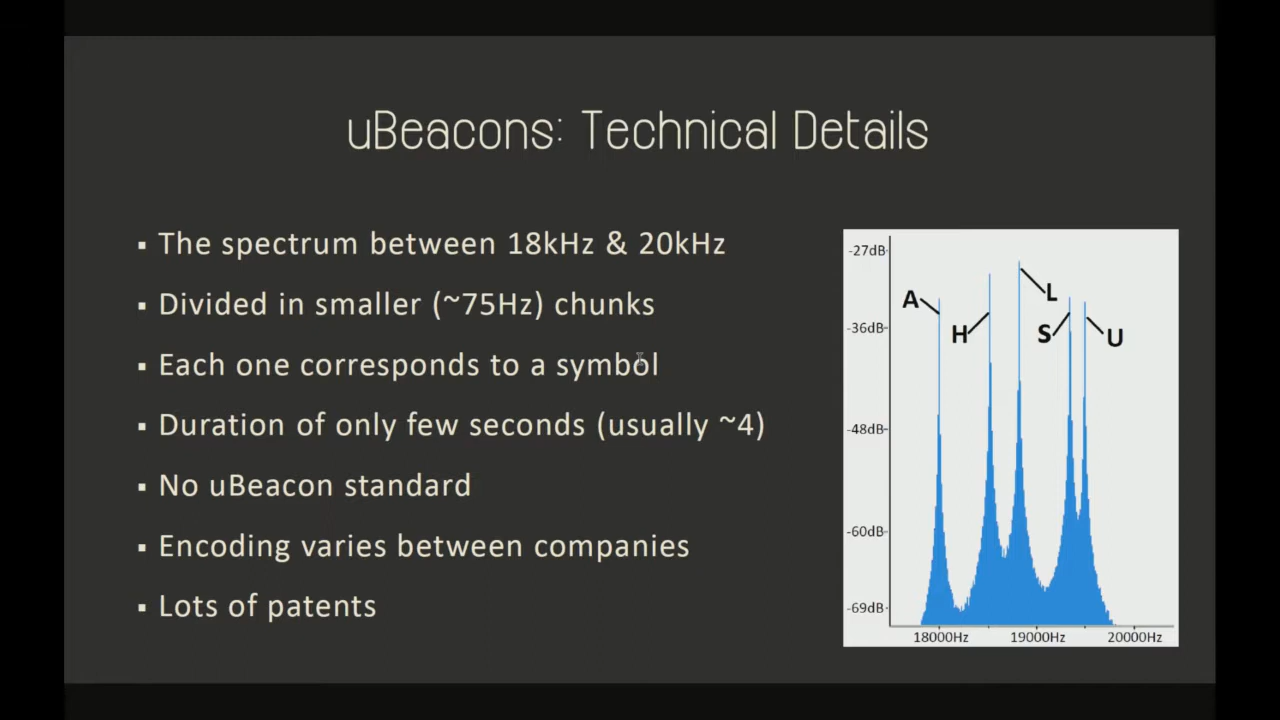 uBeacons: Technical Details
▪ The spectrum between 18kHz & 20kHz
▪ Divided in smaller (~75Hz) chunks
▪ Each one corresponds to a symbol
▪ Duration of only few seconds (usually ~4)
▪ No uBeacon standard
▪ Encoding varies between companies
▪ Lots of patents
-27dB
-36dB
-48dB
-60dB
-69dB
A
H
L
S
U
18000Hz 19000Hz 20000Hz